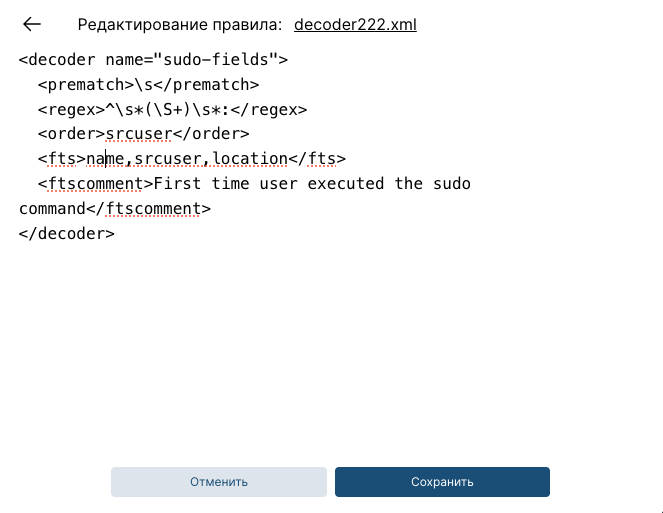 Редактирование правила: decoder222.xml
<decoder name="sudo-fields">
<prematch>\s</prematch>
<regex>^\s*(\S+)\s*:</regex>
<order>srcuser</order>
<fts>name,srcuser,location</fts>
<ftscomment>First time user executed the sudo
command</ftscomment>
</decoder>
Отменить
Сохранить